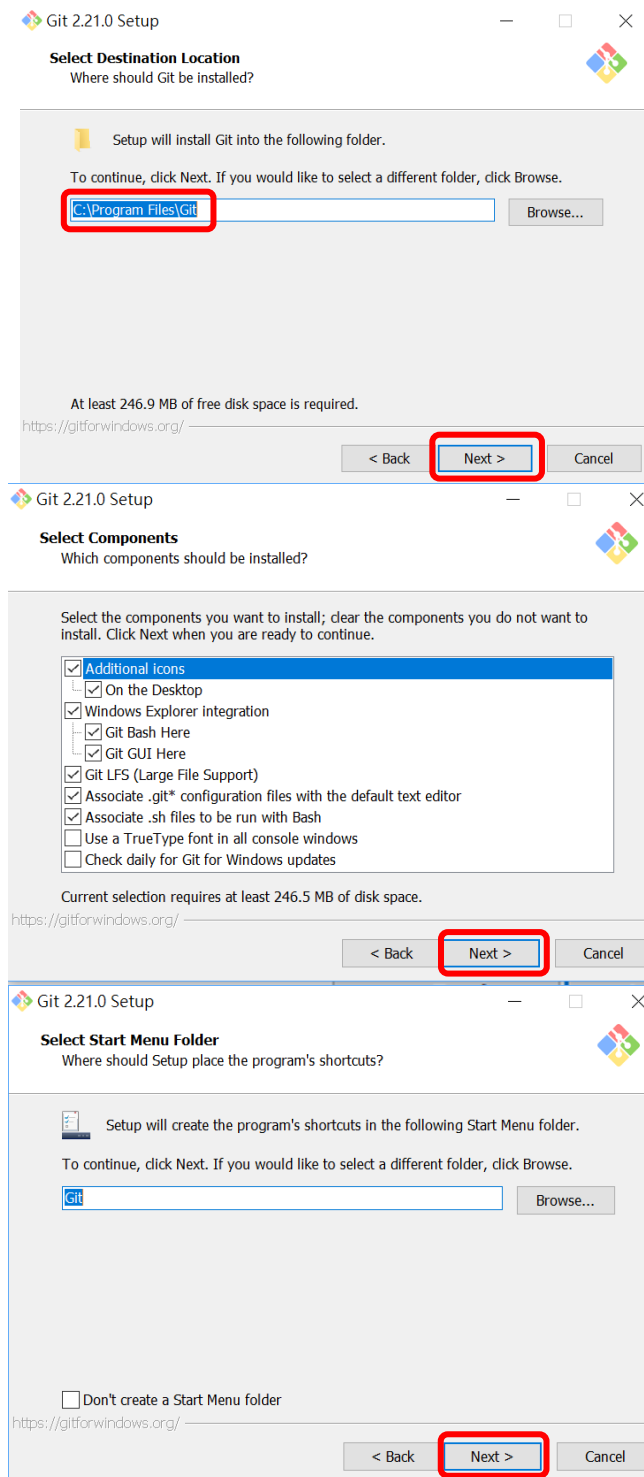 Git 2.21.0 Setup
Select Destination Location
Where should Git be installed?
Setup will install Git into the following folder.
To continue, click Next. If you would like to select a different folder, click Browse.
C:\Program Files\Git
Browse...
At least 246.9 MB of free disk space is required.
https://gitforwindows.org/
< Back
Next >
Cancel
Git 2.21.0 Setup
Select Components
Which components should be installed?
Select the components you want to install; clear the components you do not want to
install. Click Next when you are ready to continue.
Additional icons
On the Desktop
Windows Explorer integration
Git Bash Here
Git GUI Here
Git LFS (Large File Support)
Associate .git* configuration files with the default text editor
Associate .sh files to be run with Bash
Use a TrueType font in all console windows
Check daily for Git for Windows updates
Current selection requires at least 246.5 MB of disk space.
https://gitforwindows.org/
< Back
Next >
Cancel
Git 2.21.0 Setup
Select Start Menu Folder
Where should Setup place the program's shortcuts?
Setup will create the program's shortcuts in the following Start Menu folder.
To continue, click Next. If you would like to select a different folder, click Browse.
Git
Browse...
Don't create a Start Menu folder
https://gitforwindows.org/
< Back
Next >
Cancel